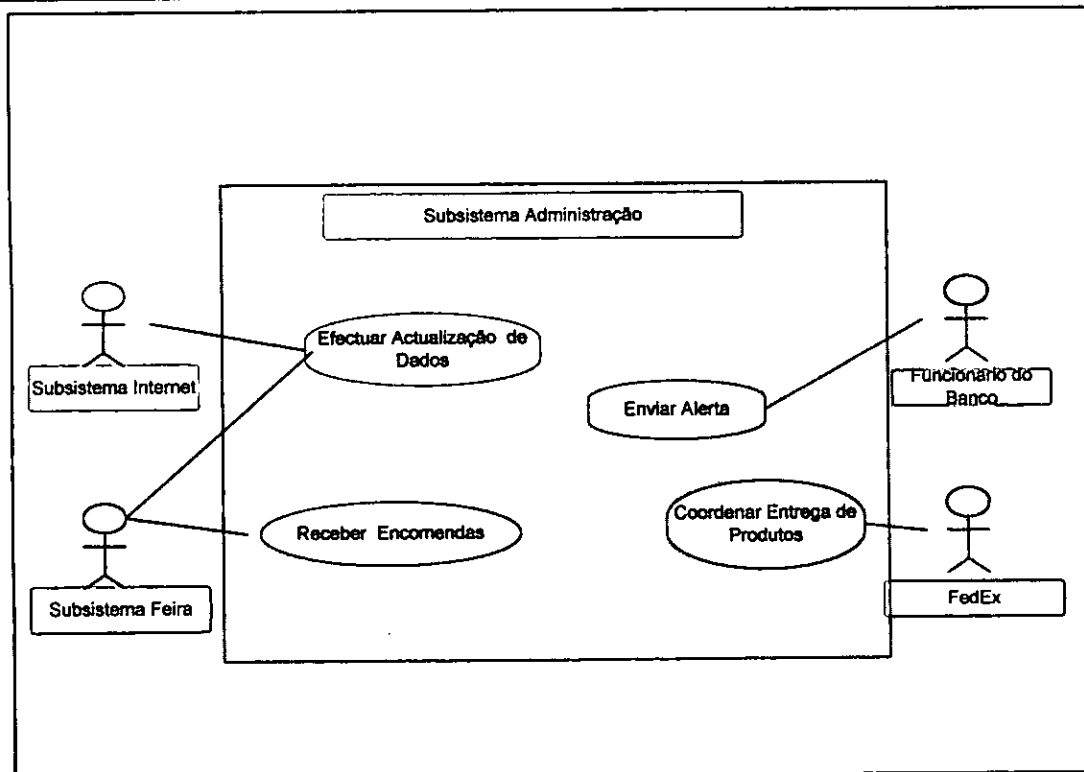 Subsistema Administração
Efectuar Actualização de
Dados
Subsistema Internet
Enviar Alerta
Funcionário do
Banco
Receber Encomendas
Coordenar Entrega de
Produtos
Subsistema Feira
FedEx